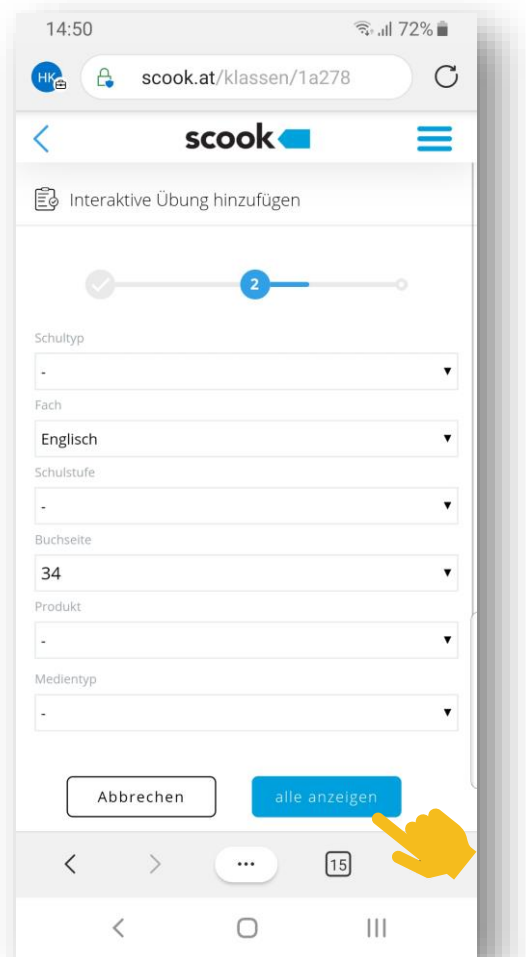 14:50 72%
HK scook.at/klassen/1a278
scook
Interaktive Übung hinzufügen
2
Schultyp
-
Fach
Englisch
Schulstufe
-
Buchseite
34
Produkt
-
Medientyp
-
Abbrechen alle anzeigen
15